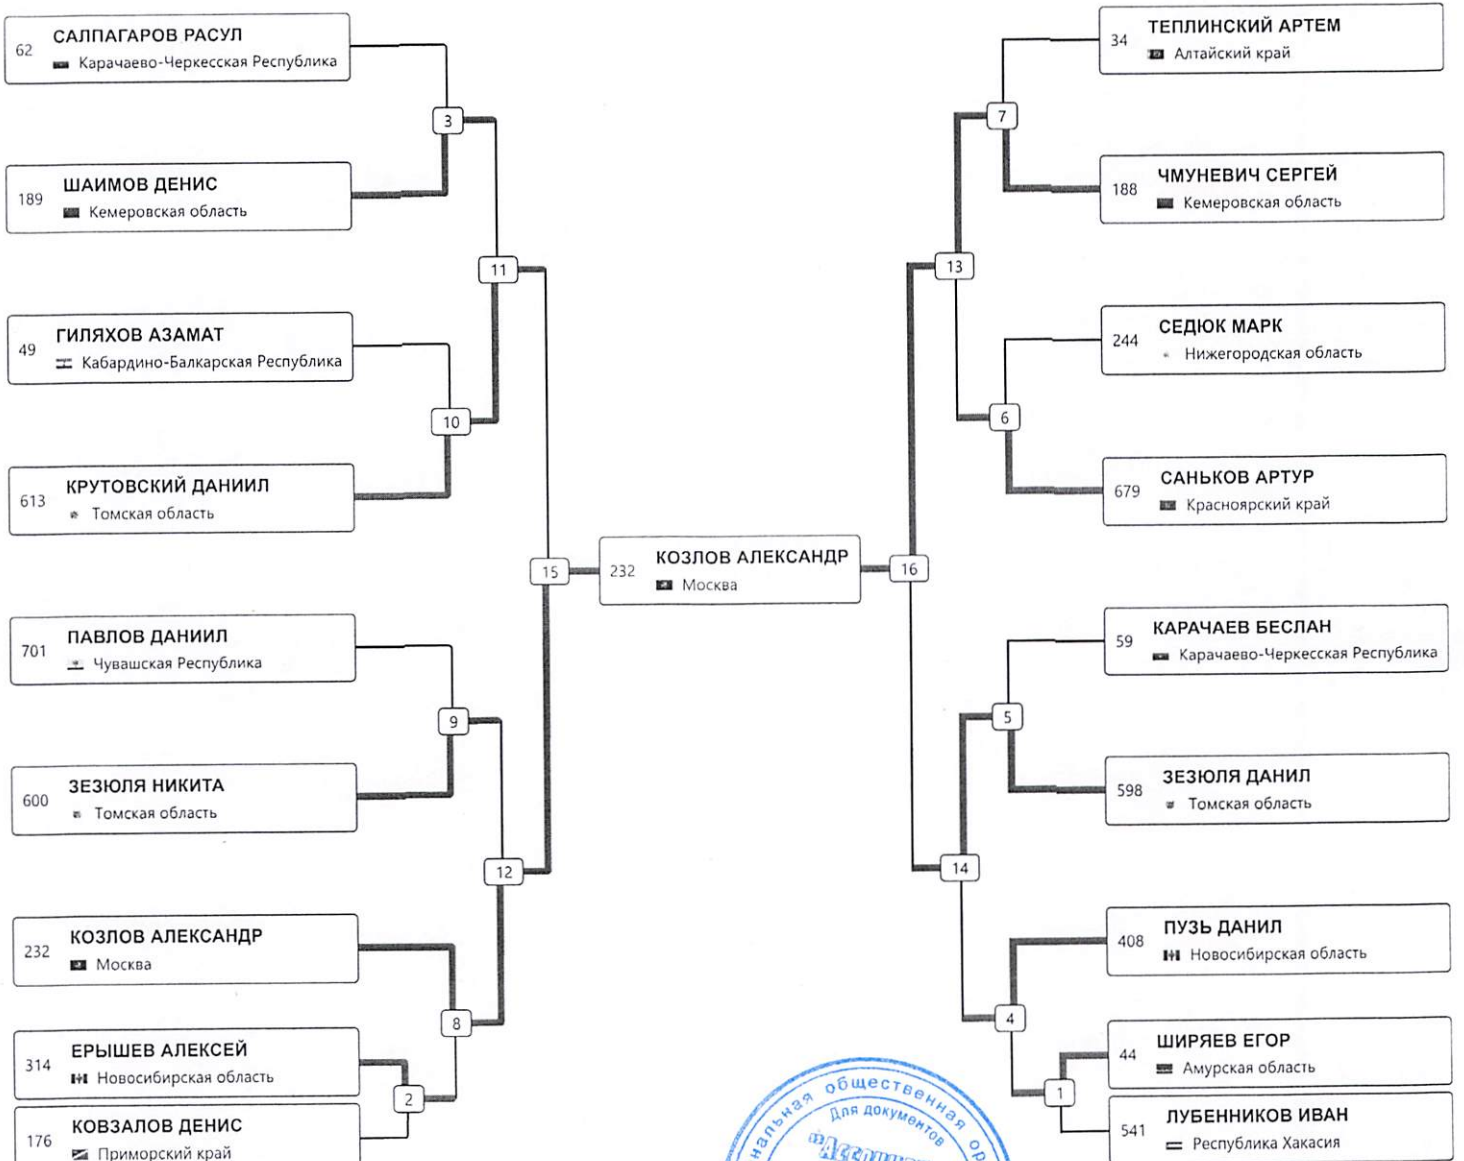 62
САЛПАГАРОВ РАСУЛ
Карачаево-Черкесская Республика
3
189
ШАИМОВ ДЕНИС
Кемеровская область
11
49
ГИЛЯХОВ АЗАМАТ
Кабардино-Балкарская Республика
10
613
КРУТОВСКИЙ ДАНИИЛ
Томская область
15
701
ПАВЛОВ ДАНИИЛ
Чувашская Республика
9
600
ЗЕЗЮЛЯ НИКИТА
Томская область
12
232
КОЗЛОВ АЛЕКСАНДР
Москва
8
314
ЕРЫШЕВ АЛЕКСЕЙ
Новосибирская область
2
176
КОВЗАЛОВ ДЕНИС
Приморский край
232
КОЗЛОВ АЛЕКСАНДР
Москва
34
ТЕПЛИНСКИЙ АРТЕМ
Алтайский край
7
188
ЧМУНЕВИЧ СЕРГЕЙ
Кемеровская область
13
244
СЕДЮК МАРК
Нижегородская область
6
679
САНЬКОВ АРТУР
Красноярский край
16
59
КАРАЧАЕВ БЕСЛАН
Карачаево-Черкесская Республика
5
598
ЗЕЗЮЛЯ ДАНИЛ
Томская область
14
408
ПУЗЬ ДАНИЛ
Новосибирская область
4
44
ШИРЯЕВ ЕГОР
Амурская область
1
541
ЛУБЕННИКОВ ИВАН
Республика Хакасия
общественная
Для документов